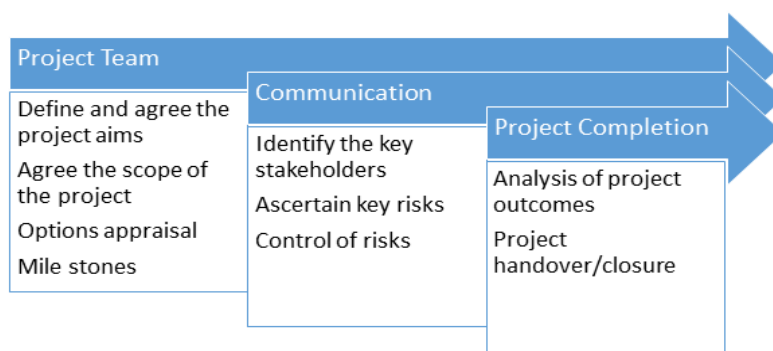 Project Team
Define and agree the
project aims
Agree the scope of
the project
Options appraisal
Mile stones
Communication
Identify the key
stakeholders
Ascertain key risks
Control of risks
Project Completion
Analysis of project
outcomes
Project
handover/closure